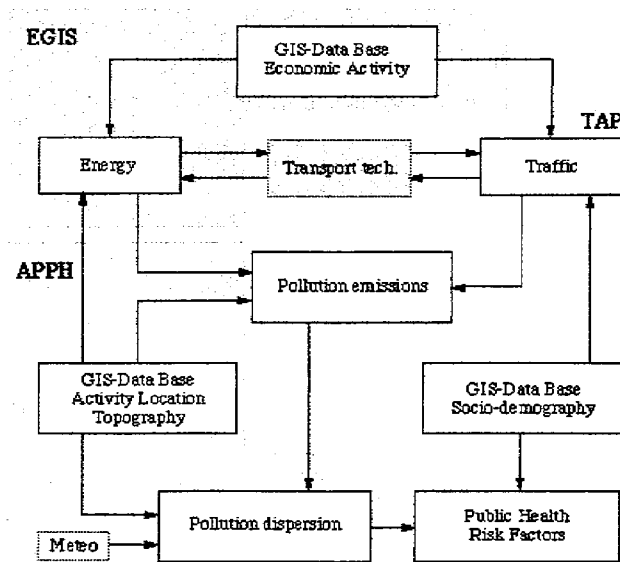 EGIS
GIS-Data Base
Economic Activity
TAP
Energy
Transport tech.
Traffic
APPH
Pollution emissions
GIS-Data Base
Activity Location
Topography
GIS-Data Base
Socio-demography
Pollution dispersion
Public Health
Risk Factors
Meteo